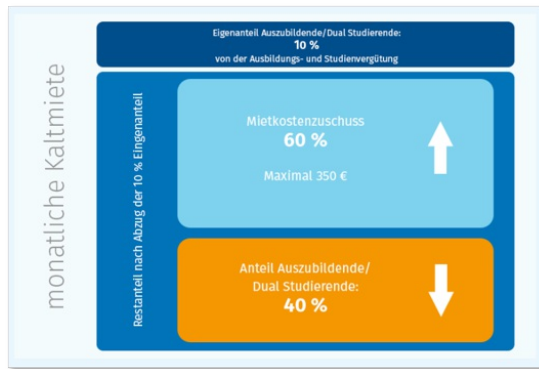 monatliche Kaltmiete
Eigenanteil Auszubildende/Dual Studierende:
10 %
von der Ausbildungs- und Studienvergütung
Restanteil nach Abzug der 10 % Eingenanteil
Mietkostenzuschuss
60 %
Maximal 350 €
Anteil Auszubildende/
Dual Studierende:
40 %